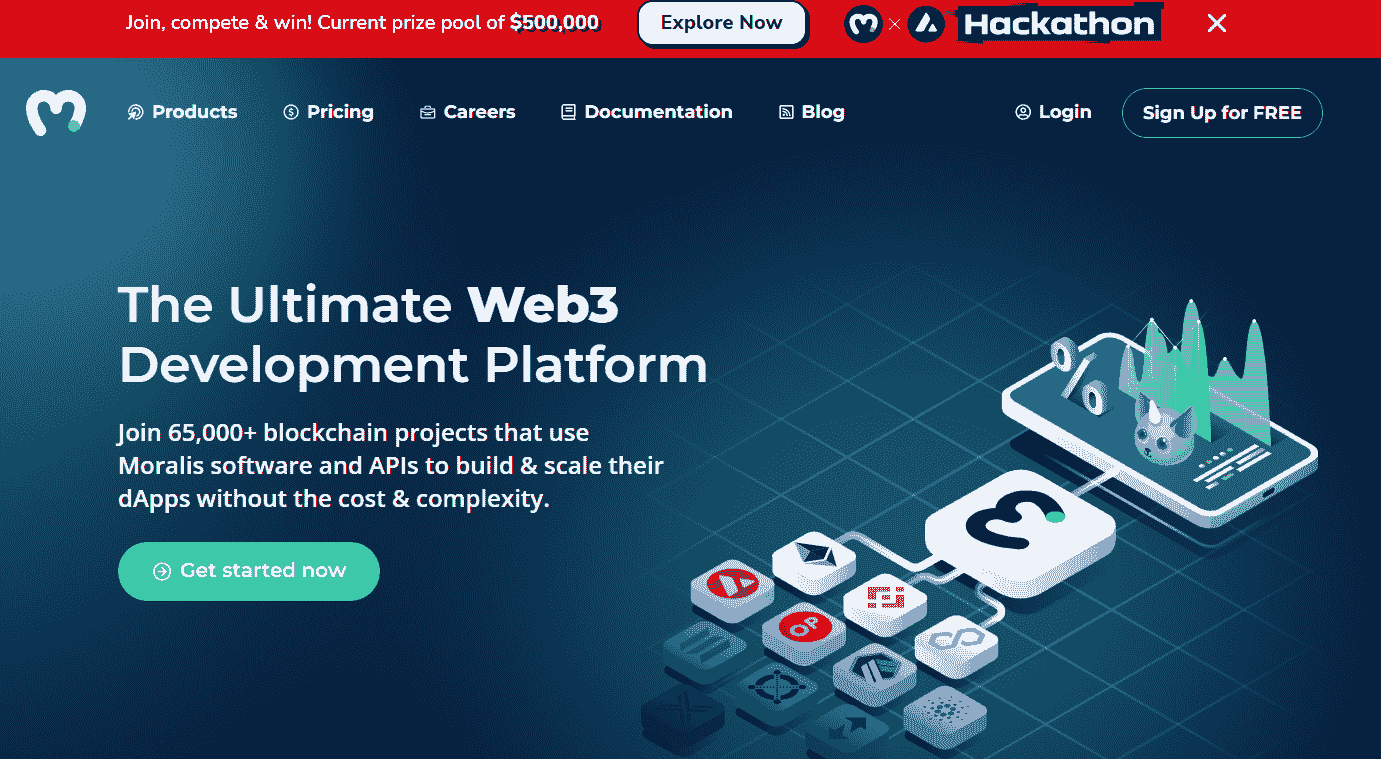 Join, compete & win! Current prize pool of $500,000
Explore Now
Hackathon
Products
Pricing
Careers
Documentation
Blog
Login
Sign Up for FREE
The Ultimate Web3
Development Platform
Join 65,000+ blockchain projects that use
Moralis software and APIs to build & scale their
dApps without the cost & complexity.
Get started now
%
OP